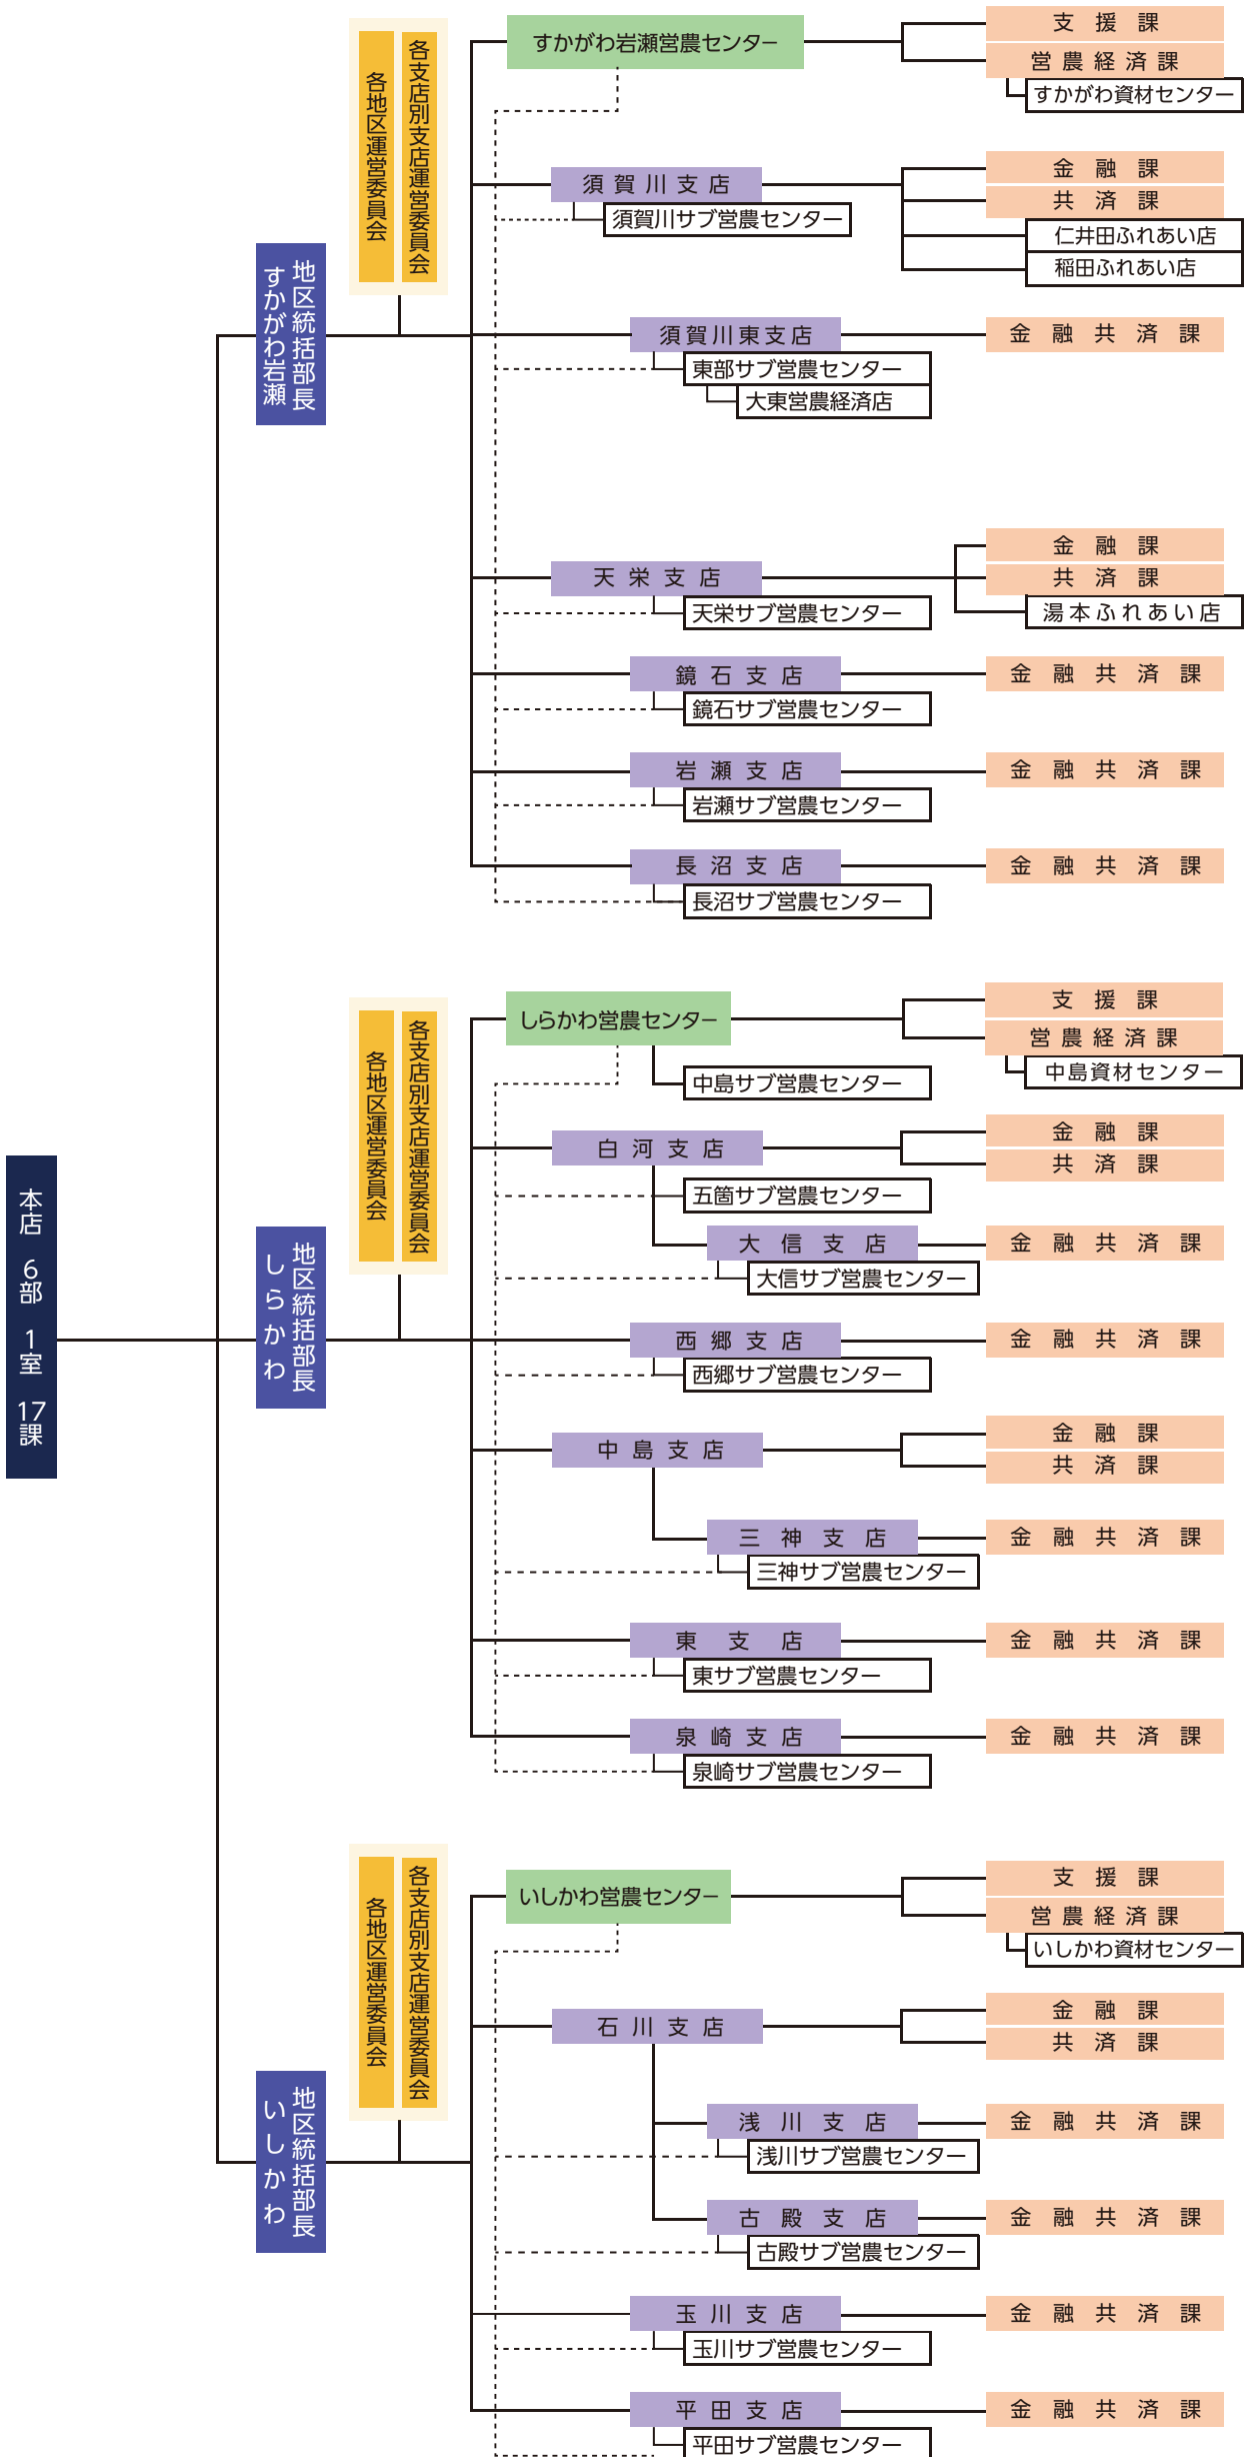 本店 6部 1室 17課
地区統括部長
すかがわ岩瀬
各支店別支店運営委員会
各地区運営委員会
すかがわ岩瀬営農センター
支援課
営農経済課
すかがわ資材センター
須賀川支店
須賀川サブ営農センター
金融課
共済課
仁井田ふれあい店
稲田ふれあい店
須賀川東支店
東部サブ営農センター
大東営農経済店
金融共済課
天栄支店
天栄サブ営農センター
金融課
共済課
湯本ふれあい店
鏡石支店
鏡石サブ営農センター
金融共済課
岩瀬支店
岩瀬サブ営農センター
金融共済課
長沼支店
長沼サブ営農センター
金融共済課
地区統括部長
しらかわ
各支店別支店運営委員会
各地区運営委員会
しらかわ営農センター
中島サブ営農センター
支援課
営農経済課
中島資材センター
白河支店
五箇サブ営農センター
金融課
共済課
大信支店
大信サブ営農センター
金融共済課
西郷支店
西郷サブ営農センター
金融共済課
中島支店
金融課
共済課
三神支店
三神サブ営農センター
金融共済課
東支店
東サブ営農センター
金融共済課
泉崎支店
泉崎サブ営農センター
金融共済課
地区統括部長
いしかわ
各支店別支店運営委員会
各地区運営委員会
いしかわ営農センター
支援課
営農経済課
いしかわ資材センター
石川支店
金融課
共済課
浅川支店
浅川サブ営農センター
金融共済課
古殿支店
古殿サブ営農センター
金融共済課
玉川支店
玉川サブ営農センター
金融共済課
平田支店
平田サブ営農センター
金融共済課